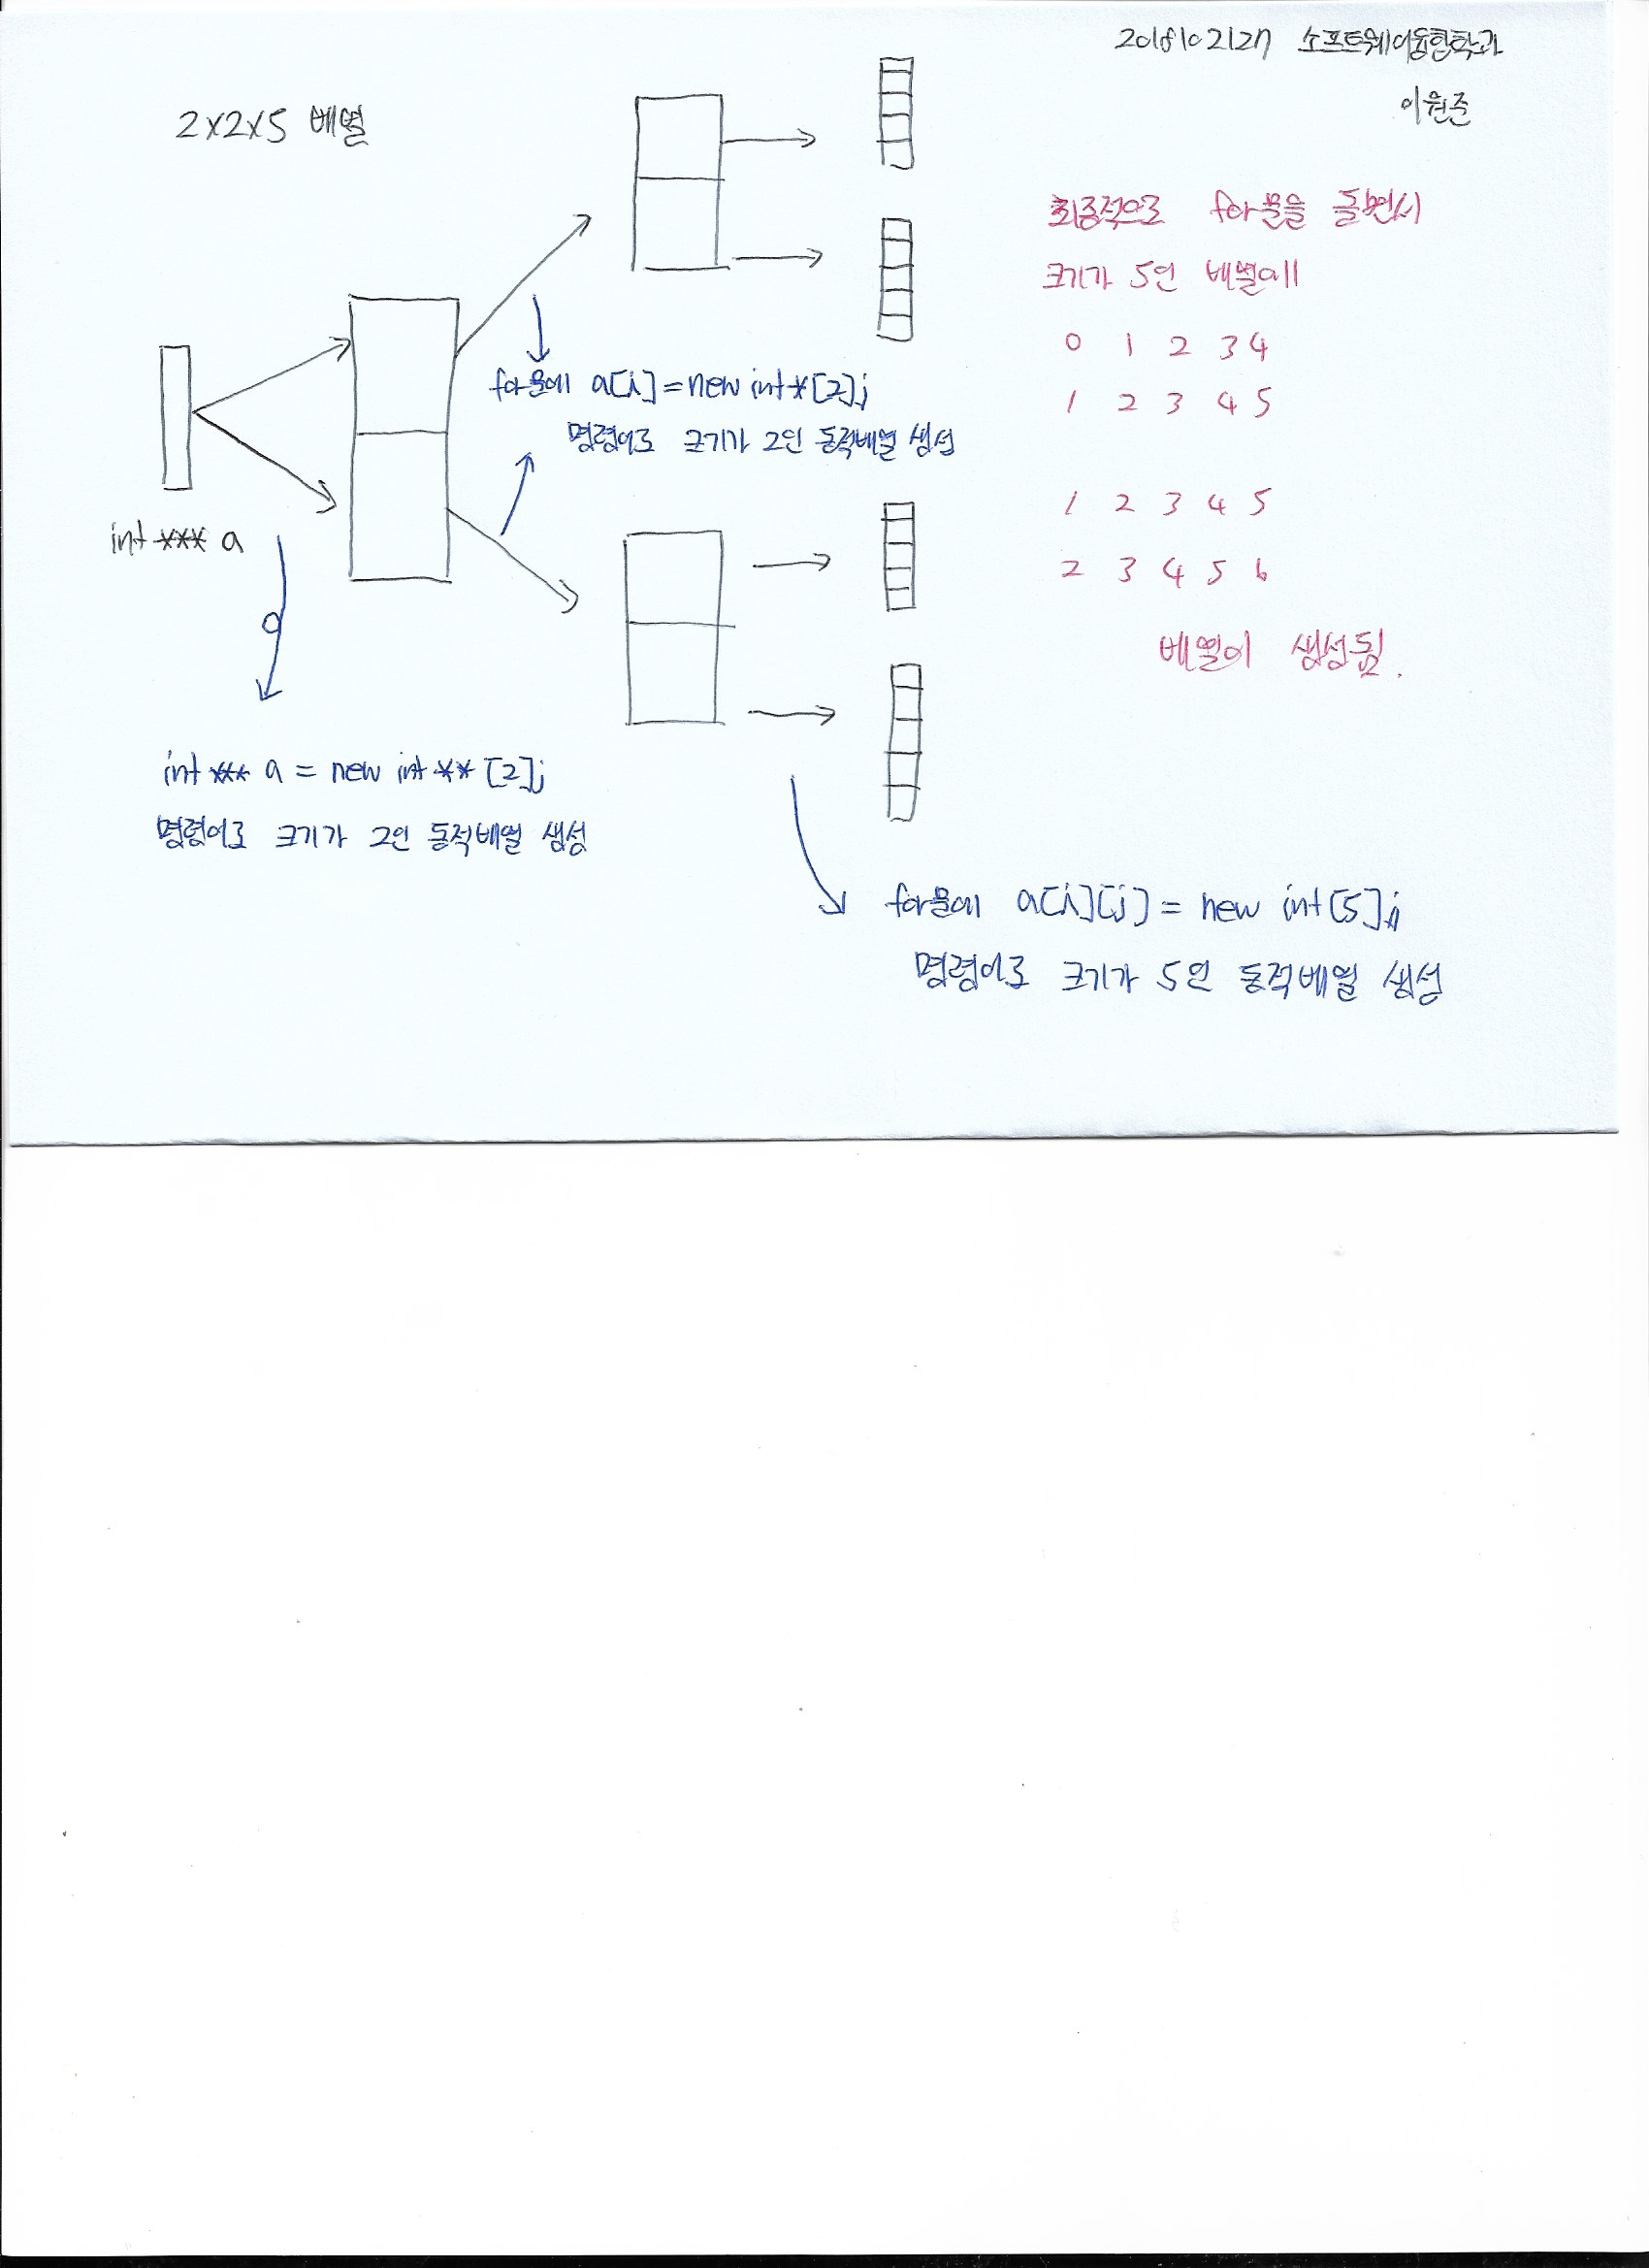 2018102127 소프트웨어융합학과
이원준
2x2x5 배열
최종적으로 for문을 돌면서
크기가 5인 배열에
0 1 2 3 4
1 2 3 4 5
1 2 3 4 5
2 3 4 5 6
배열이 생성됨.
for문에 a[i] = new int*[2];
명령어로 크기가 2인 동적배열 생성
int *** a
int *** a = new int ** [2];
명령어로 크기가 2인 동적배열 생성
for문에 a[i][j] = new int[5];
명령어로 크기가 5인 동적배열 생성